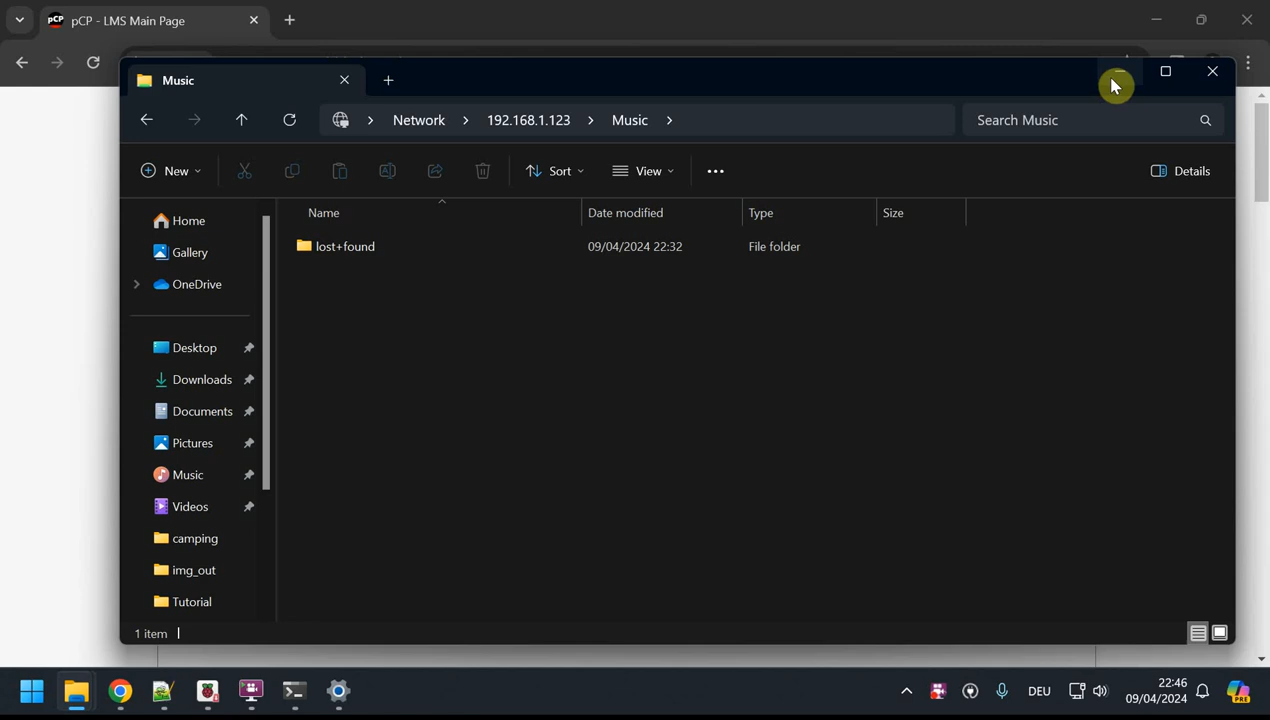 pCP - LMS Main Page
Music
Network
192.168.1.123
Music
Search Music
New
Sort
View
Details
Name
Date modified
Type
Size
lost+found
09/04/2024 22:32
File folder
Home
Gallery
OneDrive
Desktop
Downloads
Documents
Pictures
Music
Videos
camping
img_out
Tutorial
1 item
DEU
22:46
09/04/2024
PRE